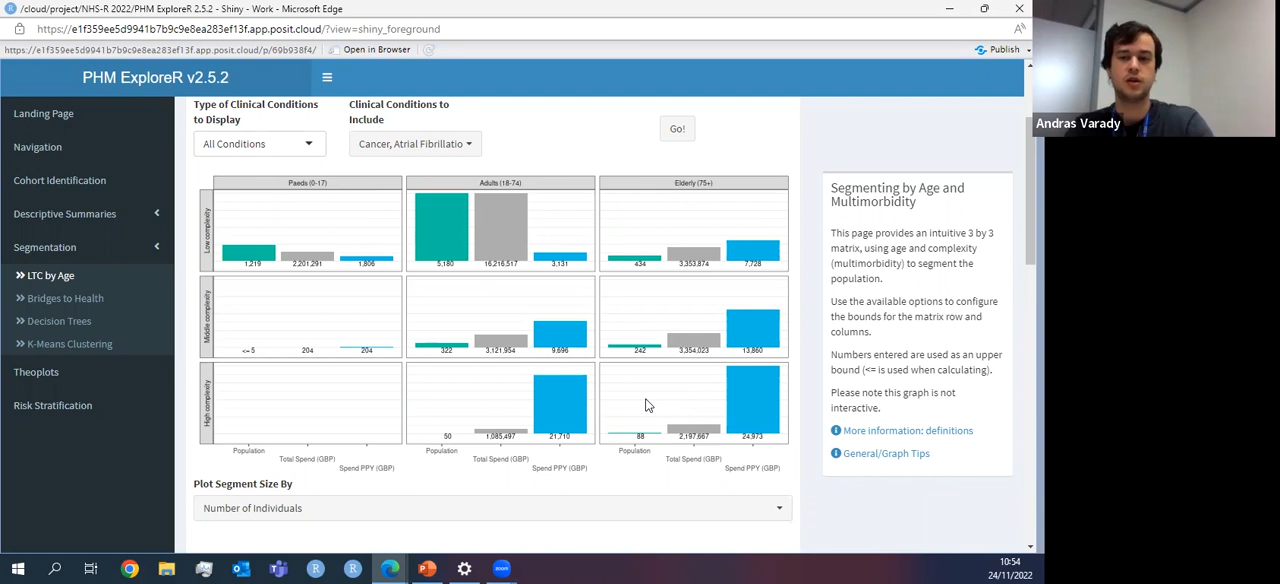 /cloud/project/NHS-R 2022/PHM ExploreR v2.5.2 - Shiny - Work - Microsoft Edge
https://e1f359ee5d9941b7b9c9e8ea283ef13f.app.posit.cloud/?view=shiny_foreground
https://e1f359ee5d9941b7b9c9e8ea283ef13f.app.posit.cloud/p/69b938f4/
Open in Browser
Publish
PHM ExploreR v2.5.2
Landing Page
Navigation
Cohort Identification
Descriptive Summaries
Segmentation
LTC by Age
Bridges to Health
Decision Trees
K-Means Clustering
Theoplots
Risk Stratification
Type of Clinical Conditions
to Display
All Conditions
Clinical Conditions to
Include
Cancer, Atrial Fibrillatio
Go!
Paeds (0-17)
Adults (18-74)
Elderly (75+)
Low complexity
1,219
2,201,291
1,806
5,180
16,216,517
3,131
434
3,353,874
7,728
Middle complexity
<= 5
204
204
322
3,121,954
9,696
242
3,354,023
13,860
High complexity
50
1,085,497
21,710
88
2,197,667
24,973
Population
Total Spend (GBP)
Spend PPY (GBP)
Population
Total Spend (GBP)
Spend PPY (GBP)
Population
Total Spend (GBP)
Spend PPY (GBP)
Plot Segment Size By
Number of Individuals
Segmenting by Age and
Multimorbidity
This page provides an intuitive 3 by 3
matrix, using age and complexity
(multimorbidity) to segment the
population.
Use the available options to configure
the bounds for the matrix row and
columns.
Numbers entered are used as an upper
bound (<= is used when calculating).
Please note this graph is not
interactive.
More information: definitions
General/Graph Tips
Andras Varady
10:54
24/11/2022